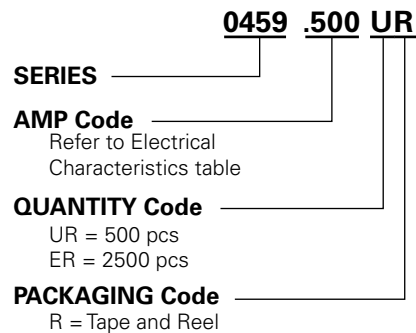 0459 .500 UR
SERIES
AMP Code
Refer to Electrical
Characteristics table
QUANTITY Code
UR = 500 pcs
ER = 2500 pcs
PACKAGING Code
R = Tape and Reel